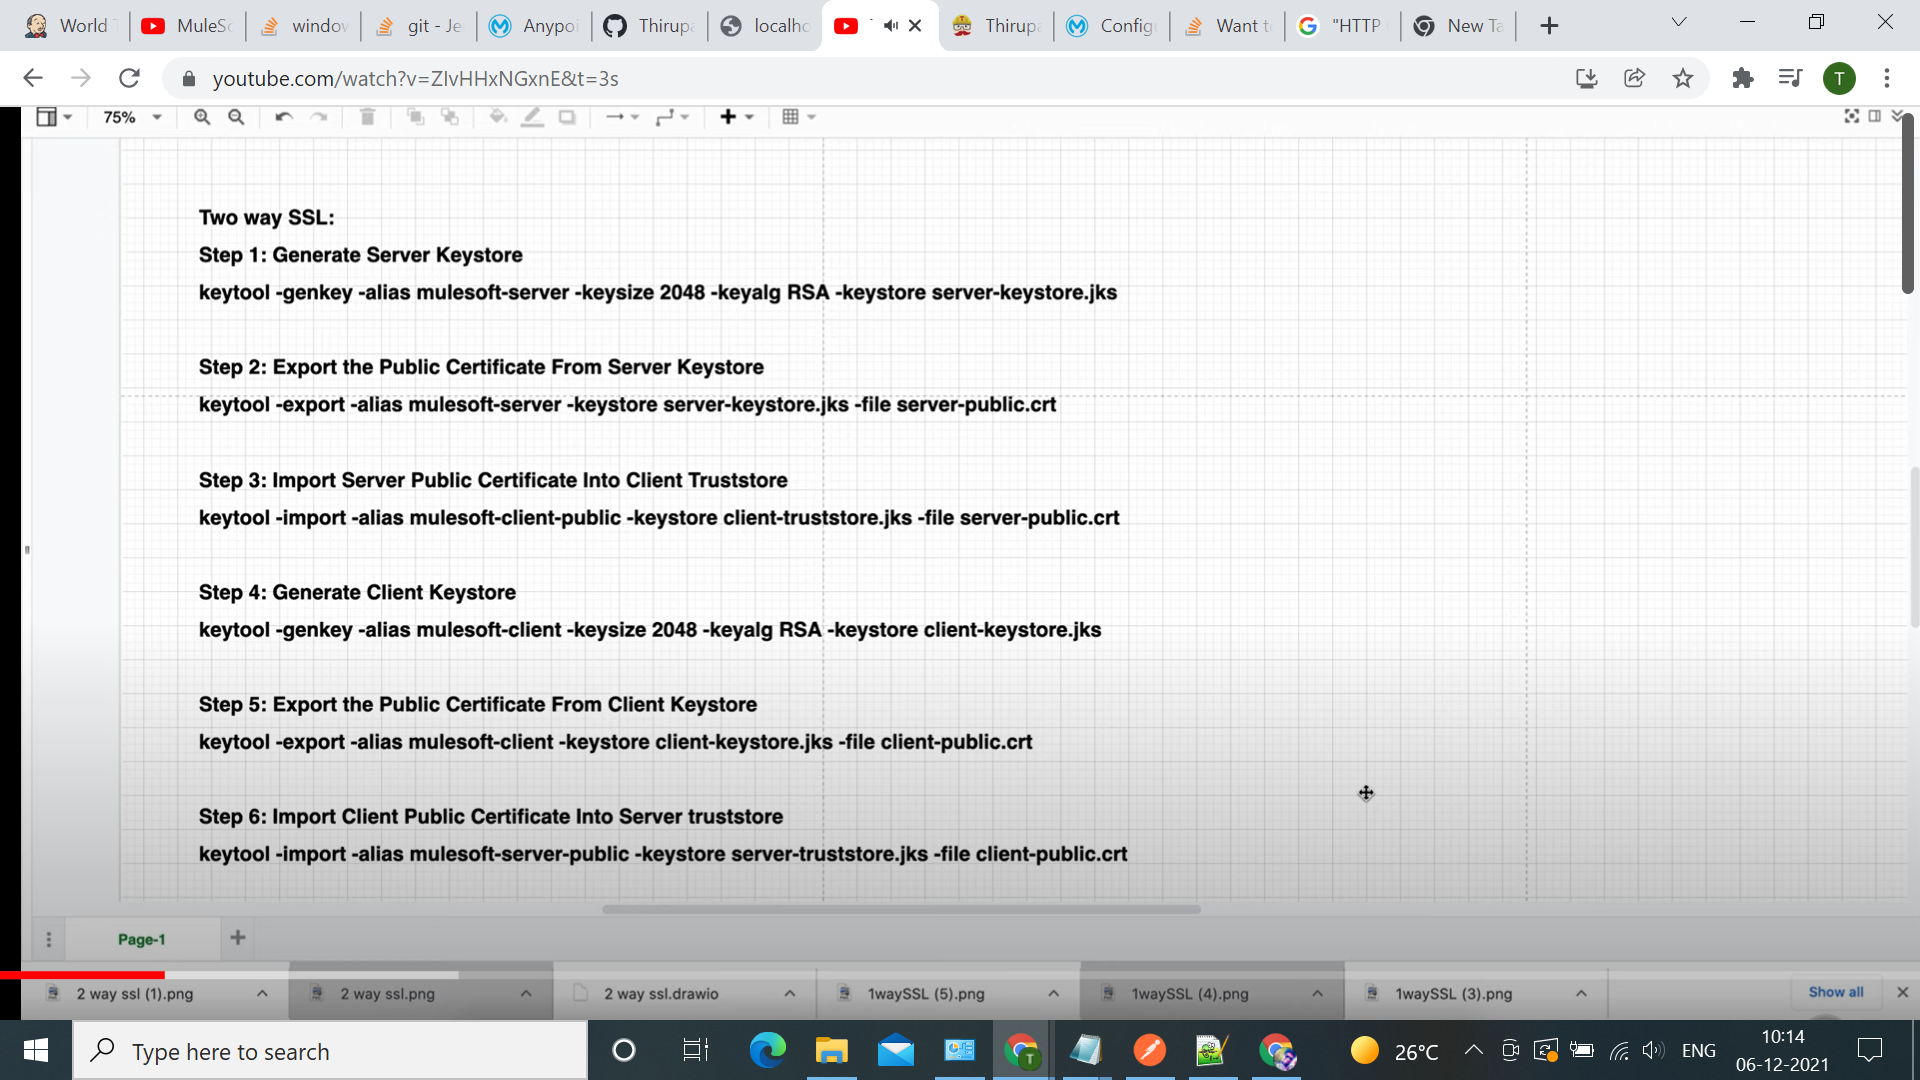 World
MuleSo
window
git - Je
Anypoi
Thirupa
localho
Thirupa
Config
Want t
"HTTP
New Ta
youtube.com/watch?v=ZIvHHxNGxnE&t=3s
T
75%
Two way SSL:
Step 1: Generate Server Keystore
keytool -genkey -alias mulesoft-server -keysize 2048 -keyalg RSA -keystore server-keystore.jks
Step 2: Export the Public Certificate From Server Keystore
keytool -export -alias mulesoft-server -keystore server-keystore.jks -file server-public.crt
Step 3: Import Server Public Certificate Into Client Truststore
keytool -import -alias mulesoft-client-public -keystore client-truststore.jks -file server-public.crt
Step 4: Generate Client Keystore
keytool -genkey -alias mulesoft-client -keysize 2048 -keyalg RSA -keystore client-keystore.jks
Step 5: Export the Public Certificate From Client Keystore
keytool -export -alias mulesoft-client -keystore client-keystore.jks -file client-public.crt
Step 6: Import Client Public Certificate Into Server truststore
keytool -import -alias mulesoft-server-public -keystore server-truststore.jks -file client-public.crt
Page-1
2 way ssl (1).png
2 way ssl.png
2 way ssl.drawio
1waySSL (5).png
1waySSL (4).png
1waySSL (3).png
Show all
Type here to search
T
26°C
ENG
10:14
06-12-2021